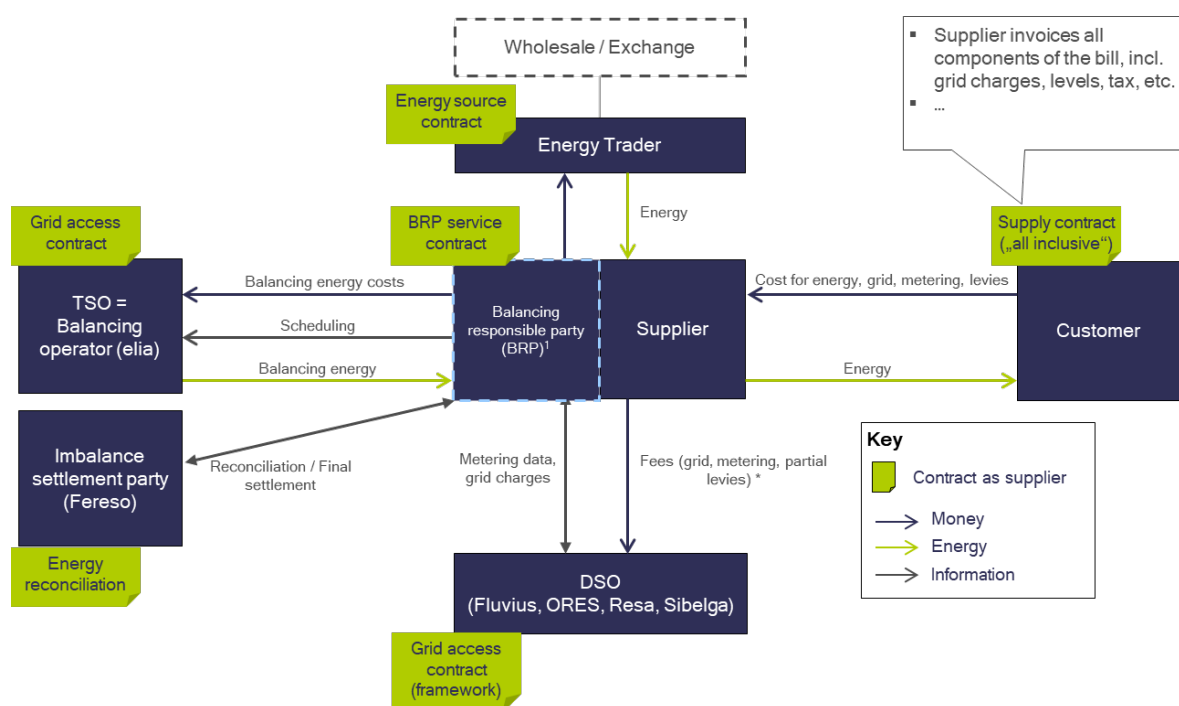 Wholesale / Exchange
▪ Supplier invoices all
components of the bill, incl.
grid charges, levels, tax, etc.
▪ ...
Energy source
contract
Energy Trader
Energy
Grid access
contract
BRP service
contract
Supply contract
(„all inclusive“)
TSO =
Balancing
operator (elia)
Balancing energy costs
Scheduling
Balancing energy
Balancing
responsible party
(BRP)¹
Supplier
Cost for energy, grid, metering, levies
Energy
Customer
Imbalance
settlement party
(Fereso)
Reconciliation / Final
settlement
Metering data,
grid charges
Fees (grid, metering, partial
levies) *
Energy
reconciliation
DSO
(Fluvius, ORES, Resa, Sibelga)
Grid access
contract
(framework)
Key
Contract as supplier
Money
Energy
Information